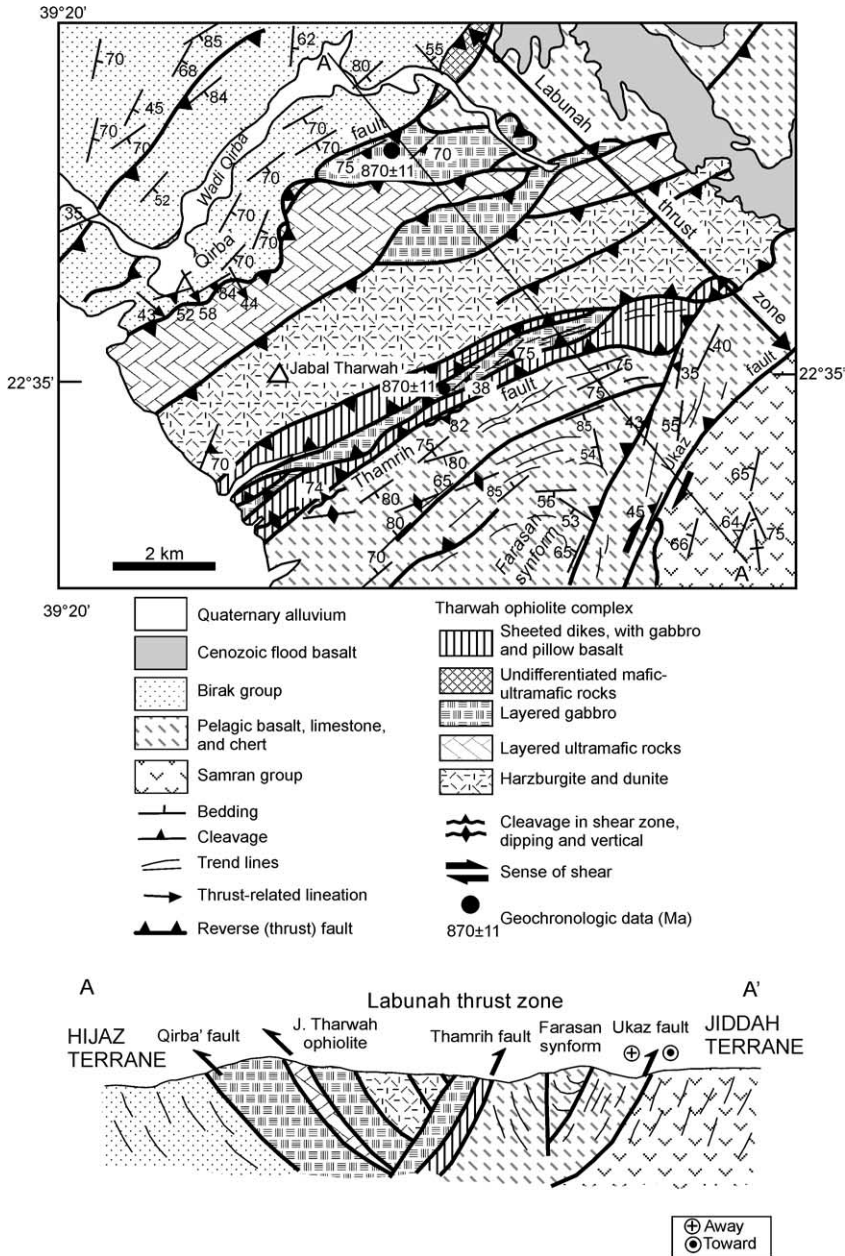 39°20'
85
62
A
55
70
68
80
84
45
Labunah
fault
70
70
70
70
70
75
870±11
70
Wadi Qirba'
70
52
70
35
70
Qirba'
70
thrust
84
44
43
52
58
zone
Jabal Tharwah
22°35'
22°35'
870±11
38
75
fault
75
75
40
35
fault
82
Thamrih
75
80
85
54
43
55
Ukaz
70
74
65
80
80
85
55
53
45
65
64
75
66
2 km
70
Farasan
synform
65
A'
39°20'
Quaternary alluvium
Cenozoic flood basalt
Birak group
Pelagic basalt, limestone,
and chert
Samran group
Bedding
Cleavage
Trend lines
Thrust-related lineation
Reverse (thrust) fault
Tharwah ophiolite complex
Sheeted dikes, with gabbro
and pillow basalt
Undifferentiated mafic-
ultramafic rocks
Layered gabbro
Layered ultramafic rocks
Harzburgite and dunite
Cleavage in shear zone,
dipping and vertical
Sense of shear
Geochronologic data (Ma)
870±11
A
A'
Labunah thrust zone
HIJAZ
TERRANE
Qirba' fault
J. Tharwah
ophiolite
Thamrih fault
Farasan
synform
Ukaz fault
JIDDAH
TERRANE
Away
Toward